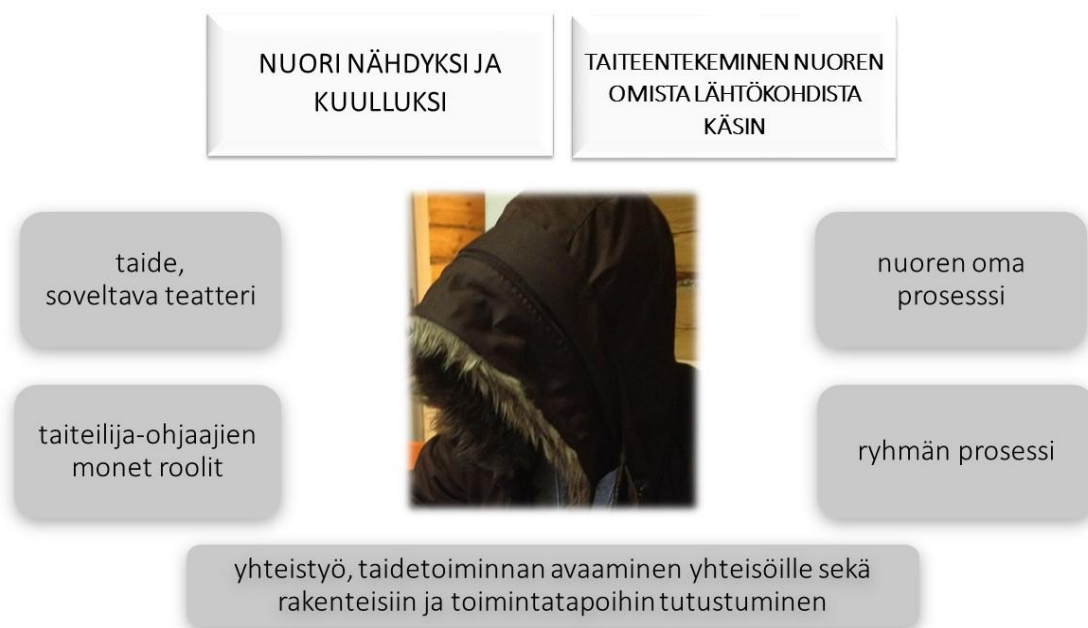 NUORI NÄHDYKSI JA
KUULLUKSI
TAITEENTEKEMINEN NUOREN
OMISTA LÄHTÖKOHDISTA
KÄSIN
taide,
soveltava teatteri
nuoren oma
prosesssi
taiteilija-ohjaajien
monet roolit
ryhmän prosessi
yhteistyö, taidetoiminnan avaaminen yhteisöille sekä
rakenteisiin ja toimintatapoihin tutustuminen